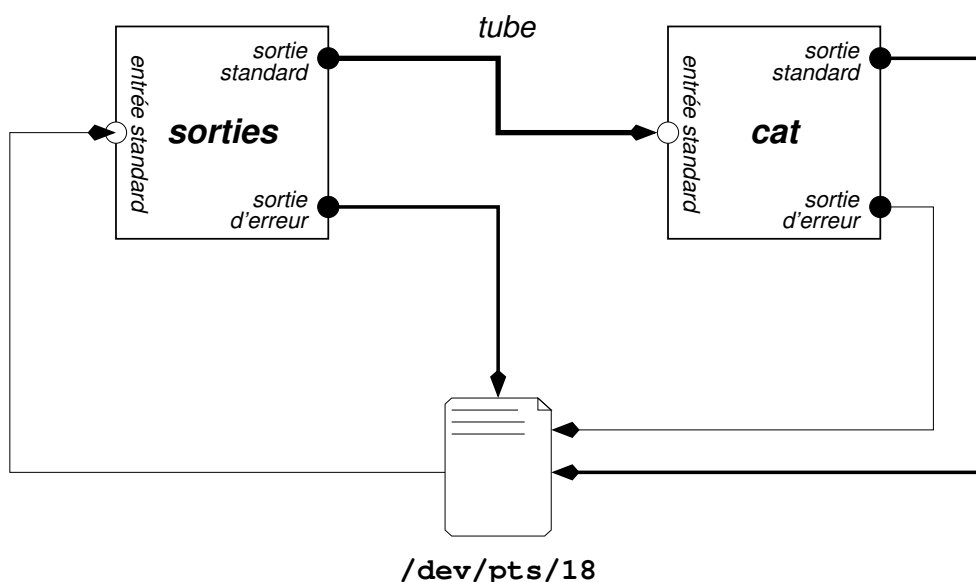 tube
sortie
standard
entrée standard
sorties
sortie
d'erreur
sortie
standard
entrée standard
cat
sortie
d'erreur
/dev/pts/18